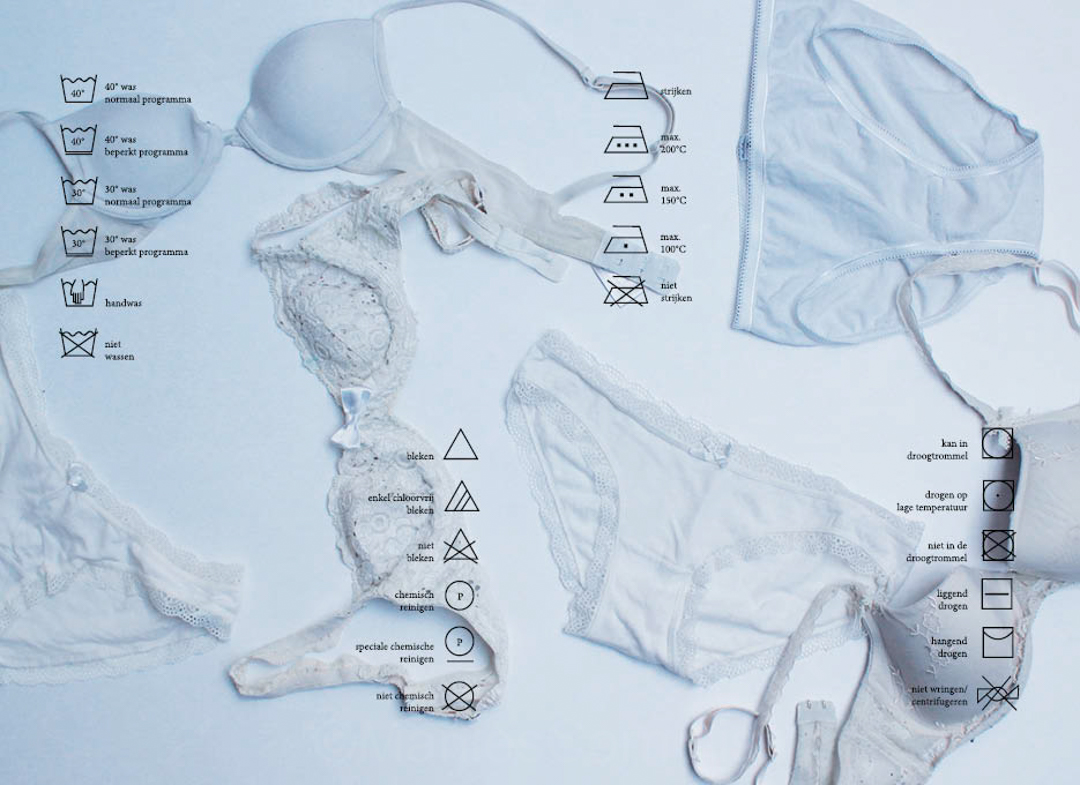 40°
40° was
normaal programma
40°
40° was
beperkt programma
30°
30° was
normaal programma
30°
30° was
beperkt programma
handwas
niet
wassen
strijken
max.
200°C
max.
150°C
max.
100°C
niet
strijken
bleken
enkel chloorvrij
bleken
niet
bleken
chemisch
reinigen
P
speciale chemische
reinigen
P
niet chemisch
reinigen
kan in
droogtrommel
drogen op
lage temperatuur
niet in de
droogtrommel
liggend
drogen
hangend
drogen
niet wringen/
centrifugeren